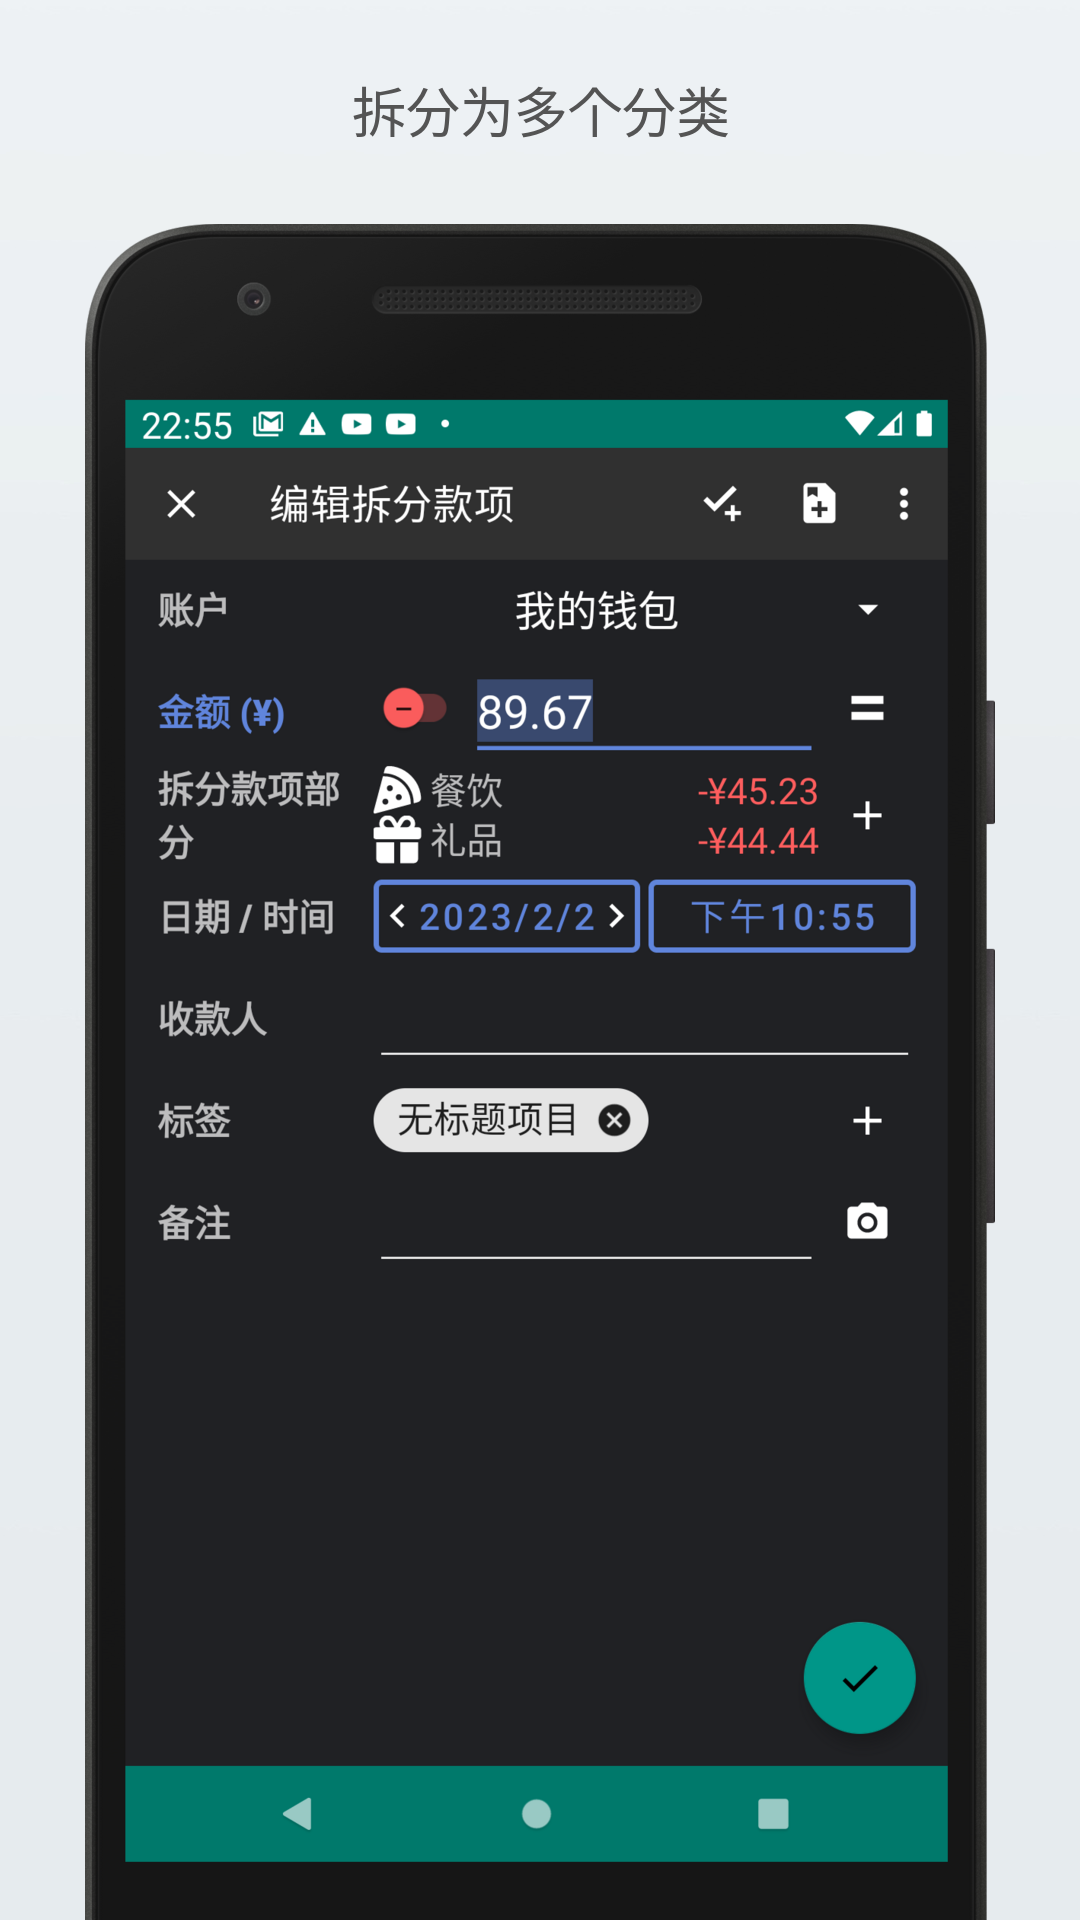 拆分为多个分类
22:55
编辑拆分款项
账户 我的钱包
金额 (¥) 89.67
拆分款项部分
餐饮 -¥45.23
礼品 -¥44.44
日期 / 时间 2023/2/2 下午10:55
收款人
标签 无标题项目
备注